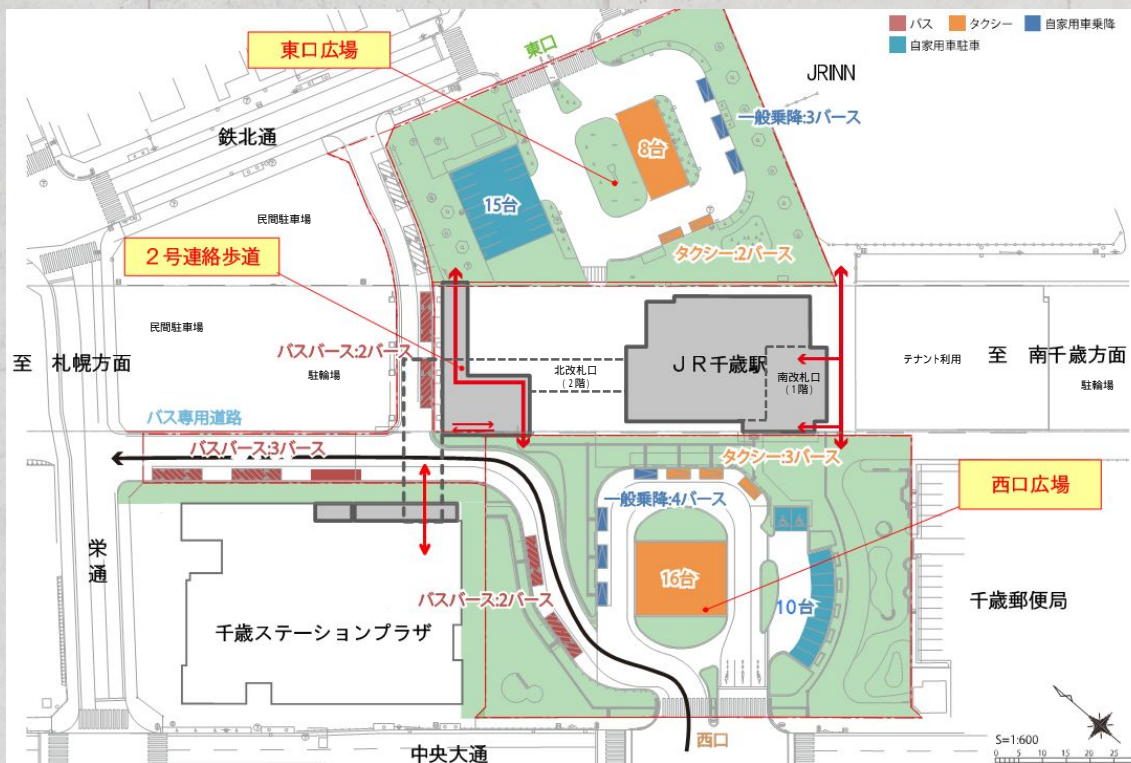 バス
タクシー
自家用車乗降
自家用車駐車
東口広場
東口
JRINN
鉄北通
一般乗降:3バース
8台
15台
民間駐車場
2号連絡歩道
タクシー:2バース
民間駐車場
バスバース:2バース
至 札幌方面
駐輪場
北改札口
(2階)
JR千歳駅
南改札口
(1階)
テナント利用
至 南千歳方面
駐輪場
バス専用道路
バスバース:3バース
タクシー:3バース
一般乗降:4バース
西口広場
栄通
16台
10台
バスバース:2バース
千歳ステーションプラザ
千歳郵便局
西口
中央大通
S=1:600
0 5 10 15 20 25